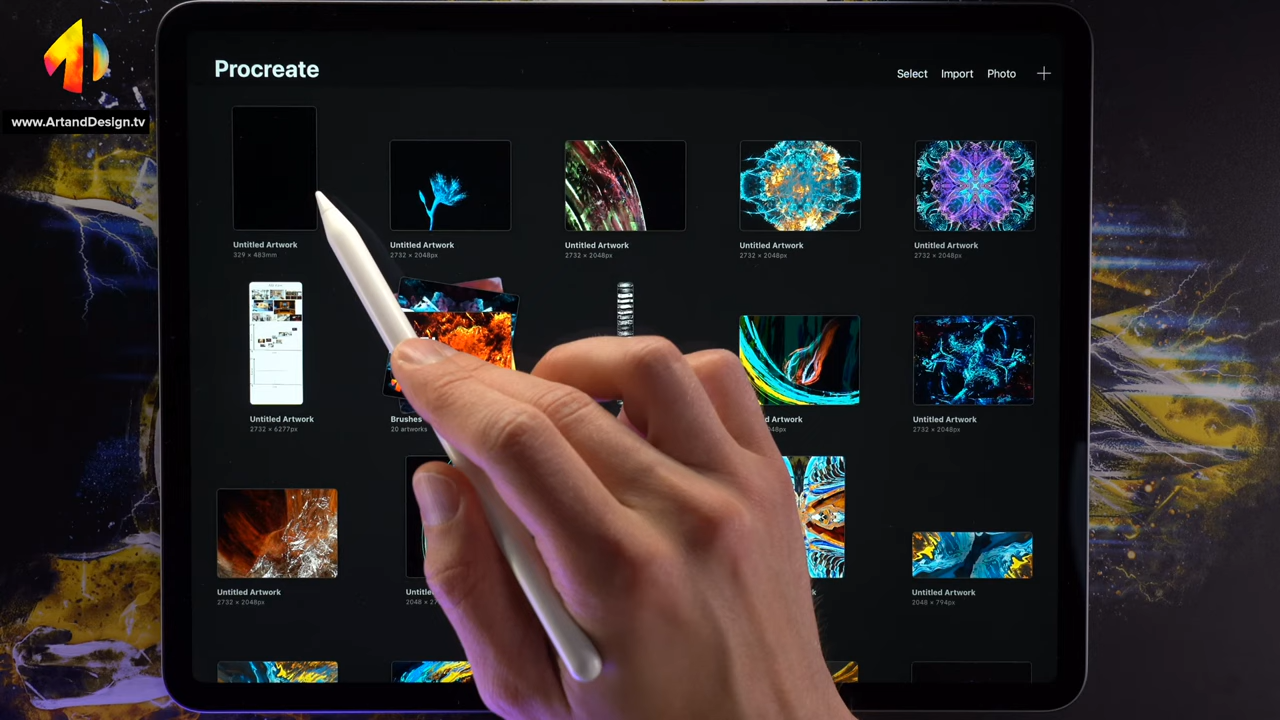 www.ArtandDesign.tv
Procreate
Select Import Photo
Untitled Artwork
329 × 483mm
Untitled Artwork
2732 × 2048px
Untitled Artwork
2732 × 2048px
Untitled Artwork
2732 × 2048px
Untitled Artwork
2732 × 2048px
Untitled Artwork
2732 × 6277px
Brushes
20 artworks
Artwork
Untitled Artwork
2732 × 2048px
Untitled Artwork
2732 × 2048px
Untitled Artwork
2048 × 794px